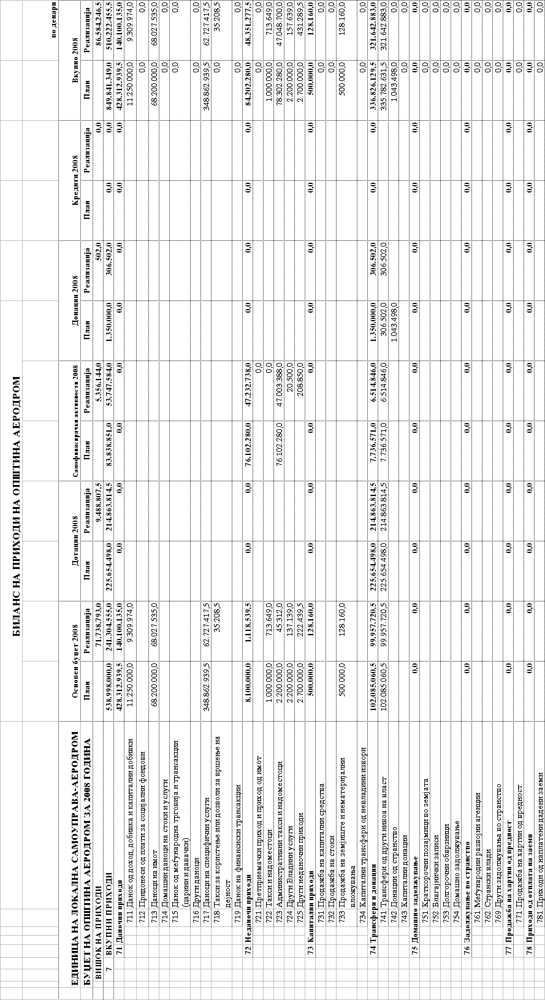 БИЛАНС НА ПРИХОДИ НА ОПШТИНА АЕРОДРОМ
во денари
ЕДИНИЦА НА ЛОКАЛНА САМОУПРАВА-АЕРОДРОМ Основен буџет 2008 Дотации 2008 Самофинасирачки активности 2008 Донации 2008 Кредити 2008 Вкупно 2008
БУЏЕТ НА ОПШТИНА АЕРОДРОМ ЗА 2008 ГОДИНА План Реализација План Реализација План Реализација План Реализација План Реализација План Реализација
ВИШОК НА ПРИХОДИ 71.738.793,0 9.488.807,5 5.356.144,0 502,0 0,0 86.584.246,5
7 ВКУПНИ ПРИХОДИ 538.998.000,0 241.304.555,0 225.654.498,0 214.863.814,5 83.838.851,0 53.747.584,0 1.350.000,0 306.502,0 0,0 0,0 849.841.349,0 510.222.455,5
71 Даночни приходи 428.312.939,5 140.100.135,0 0,0 0,0 0,0 0,0 0,0 0,0 0,0 0,0 428.312.939,5 140.100.135,0
711 Данок од доход, добивка и капитални добивки 11.250.000,0 9.309.974,0 11.250.000,0 9.309.974,0
712 Придонеси од плати за социјални фондови 0,0 0,0
713 Даноци на имот 68.200.000,0 68.027.535,0 68.200.000,0 68.027.535,0
714 Домашни даноци на стоки и услуги 0,0 0,0
715 Данок од меѓународна трговија и трансакции 0,0 0,0
(царини и давачки)
716 Други даноци 0,0 0,0
717 Даноци на специфични услуги 348.862.939,5 62.727.417,5 348.862.939,5 62.727.417,5
718 Такси за користење или дозволи за вршење на 35.208,5 0,0 35.208,5
дејност
719 Данок на финансиски трансакции 0,0 0,0
72 Неданочни приходи 8.100.000,0 1.118.539,5 0,0 0,0 76.102.280,0 47.232.738,0 0,0 0,0 0,0 0,0 84.202.280,0 48.351.277,5
721 Претприемачки приход и приход од имот 0,0 0,0 0,0
722 Такси и надоместоци 1.000.000,0 713.649,0 0,0 1.000.000,0 713.649,0
723 Административни такси и надоместоци 2.200.000,0 45.312,0 76.102.280,0 47.003.388,0 78.302.280,0 47.048.700,0
724 Други Владини услуги 2.200.000,0 137.139,0 20.500,0 2.200.000,0 157.639,0
725 Други неданочни приходи 2.700.000,0 222.439,5 208.850,0 2.700.000,0 431.289,5
73 Капитални приходи 500.000,0 128.160,0 0,0 0,0 0,0 0,0 0,0 0,0 0,0 0,0 500.000,0 128.160,0
731 Продажба на капитални средства 0,0 0,0
732 Продажба на стоки 0,0 0,0
733 Продажба на земјиште и нематеријални 500.000,0 128.160,0 500.000,0 128.160,0
вложувања
734 Капитални трансфери од невладини извори 0,0 0,0
74 Трансфери и донации 102.085.060,5 99.957.720,5 225.654.498,0 214.863.814,5 7.736.571,0 6.514.846,0 1.350.000,0 306.502,0 0,0 0,0 336.826.129,5 321.642.883,0
741 Трансфери од други нивоа на власт 102.085.060,5 99.957.720,5 225.654.498,0 214.863.814,5 7.736.571,0 6.514.846,0 306.502,0 306.502,0 335.782.631,5 321.642.883,0
742 Донации од странство 1.043.498,0 1.043.498,0 0,0
743 Капитални донации 0,0 0,0
75 Домашно задолжување 0,0 0,0 0,0 0,0 0,0 0,0 0,0 0,0 0,0 0,0 0,0 0,0
751 Краткорочни позајмици во земјата 0,0 0,0
752 Благајнички записи 0,0 0,0
753 Долгорочни обврзници 0,0 0,0
754 Домашно задолжување 0,0 0,0
76 Задолжување во странство 0,0 0,0 0,0 0,0 0,0 0,0 0,0 0,0 0,0 0,0 0,0 0,0
761 Меѓународни развојни агенции 0,0 0,0
762 Странски влади 0,0 0,0
769 Други задолжувања во странство 0,0 0,0
77 Продажба на хартии од вредност 0,0 0,0 0,0 0,0 0,0 0,0 0,0 0,0 0,0 0,0 0,0 0,0
771 Продажба на хартии од вредност 0,0 0,0
78 Приходи од отплата на заеми 0,0 0,0 0,0 0,0 0,0 0,0 0,0 0,0 0,0 0,0 0,0 0,0
781 Приходи од наплатени дадени заеми 0,0 0,0